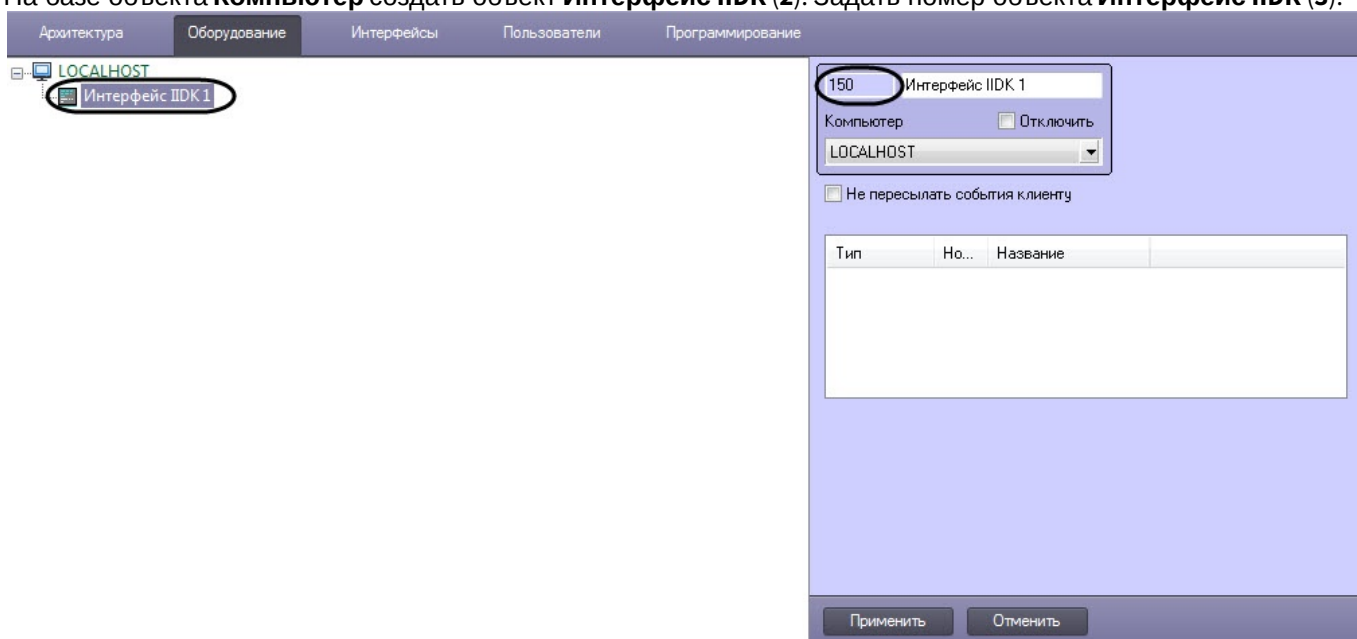 На базе объекта Компьютер создать объект Интерфейс IIDK (2). Задать номер объекта Интерфейс IIDK (3).
Архитектура Оборудование Интерфейсы Пользователи Программирование
LOCALHOST
Интерфейс IIDK 1
150 Интерфейс IIDK 1
Компьютер Отключить
LOCALHOST
Не пересылать события клиенту
Тип Но... Название
Применить Отменить